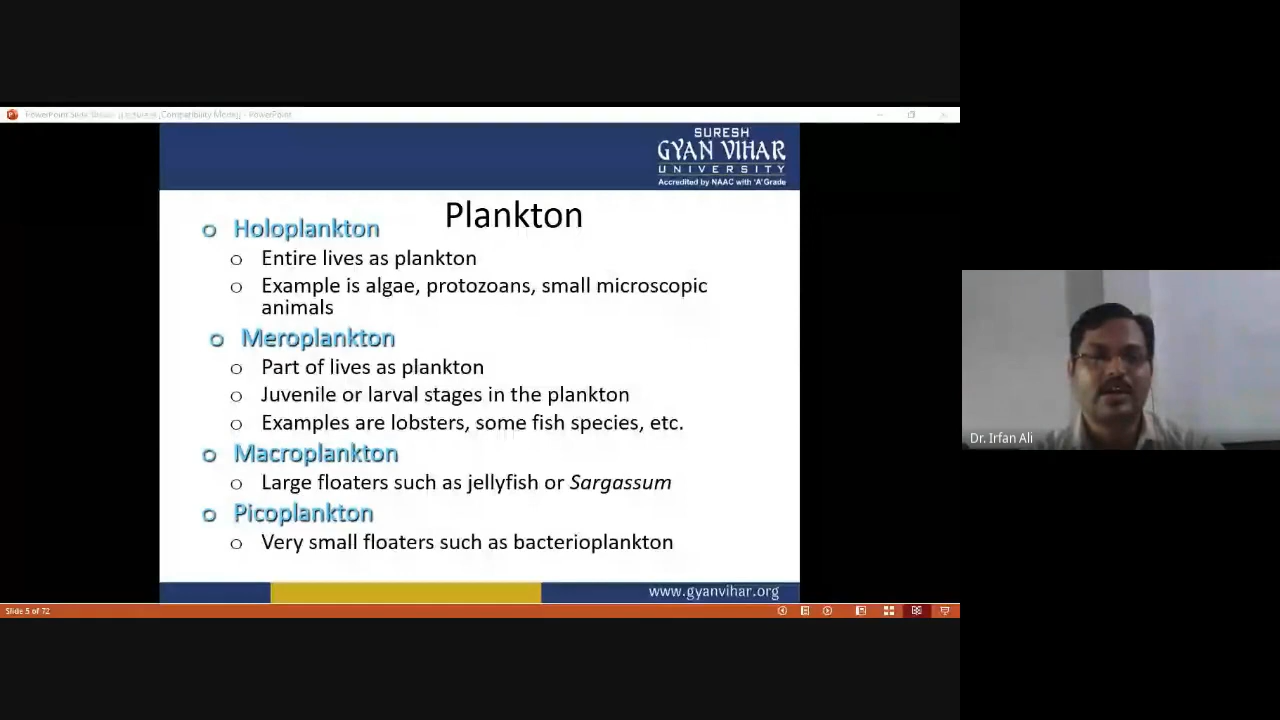 PowerPoint Slide Show - [Compatibility Mode] - PowerPoint
SURESH
GYAN VIHAR
UNIVERSITY
Accredited by NAAC with 'A' Grade
Plankton
o Holoplankton
o Entire lives as plankton
o Example is algae, protozoans, small microscopic
animals
o Meroplankton
o Part of lives as plankton
o Juvenile or larval stages in the plankton
o Examples are lobsters, some fish species, etc.
o Macroplankton
o Large floaters such as jellyfish or Sargassum
o Picoplankton
o Very small floaters such as bacterioplankton
www.gyanvihar.org
Slide 5 of 72
Dr. Irfan Ali